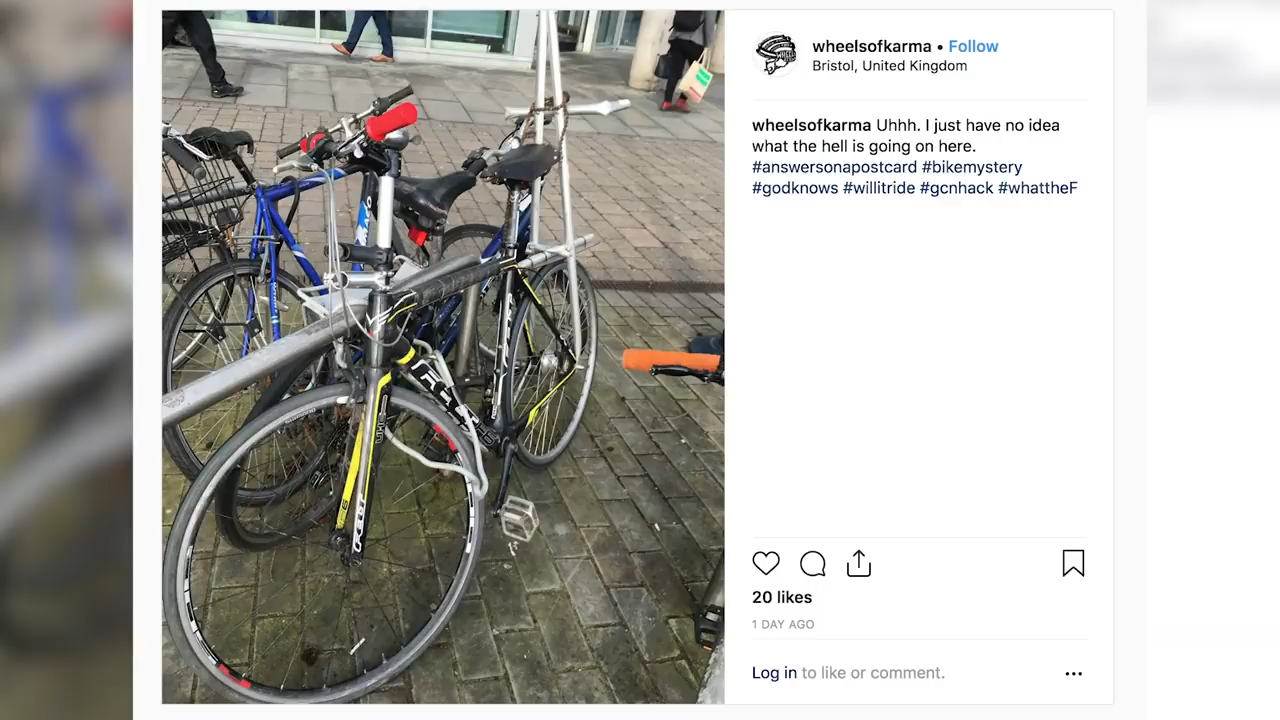 wheelsofkarma • Follow
Bristol, United Kingdom
wheelsofkarma Uhhh. I just have no idea
what the hell is going on here.
#answersonapostcard #bikemystery
#godknows #willitride #gcnhack #whattheF
20 likes
1 DAY AGO
Log in to like or comment.
FELT